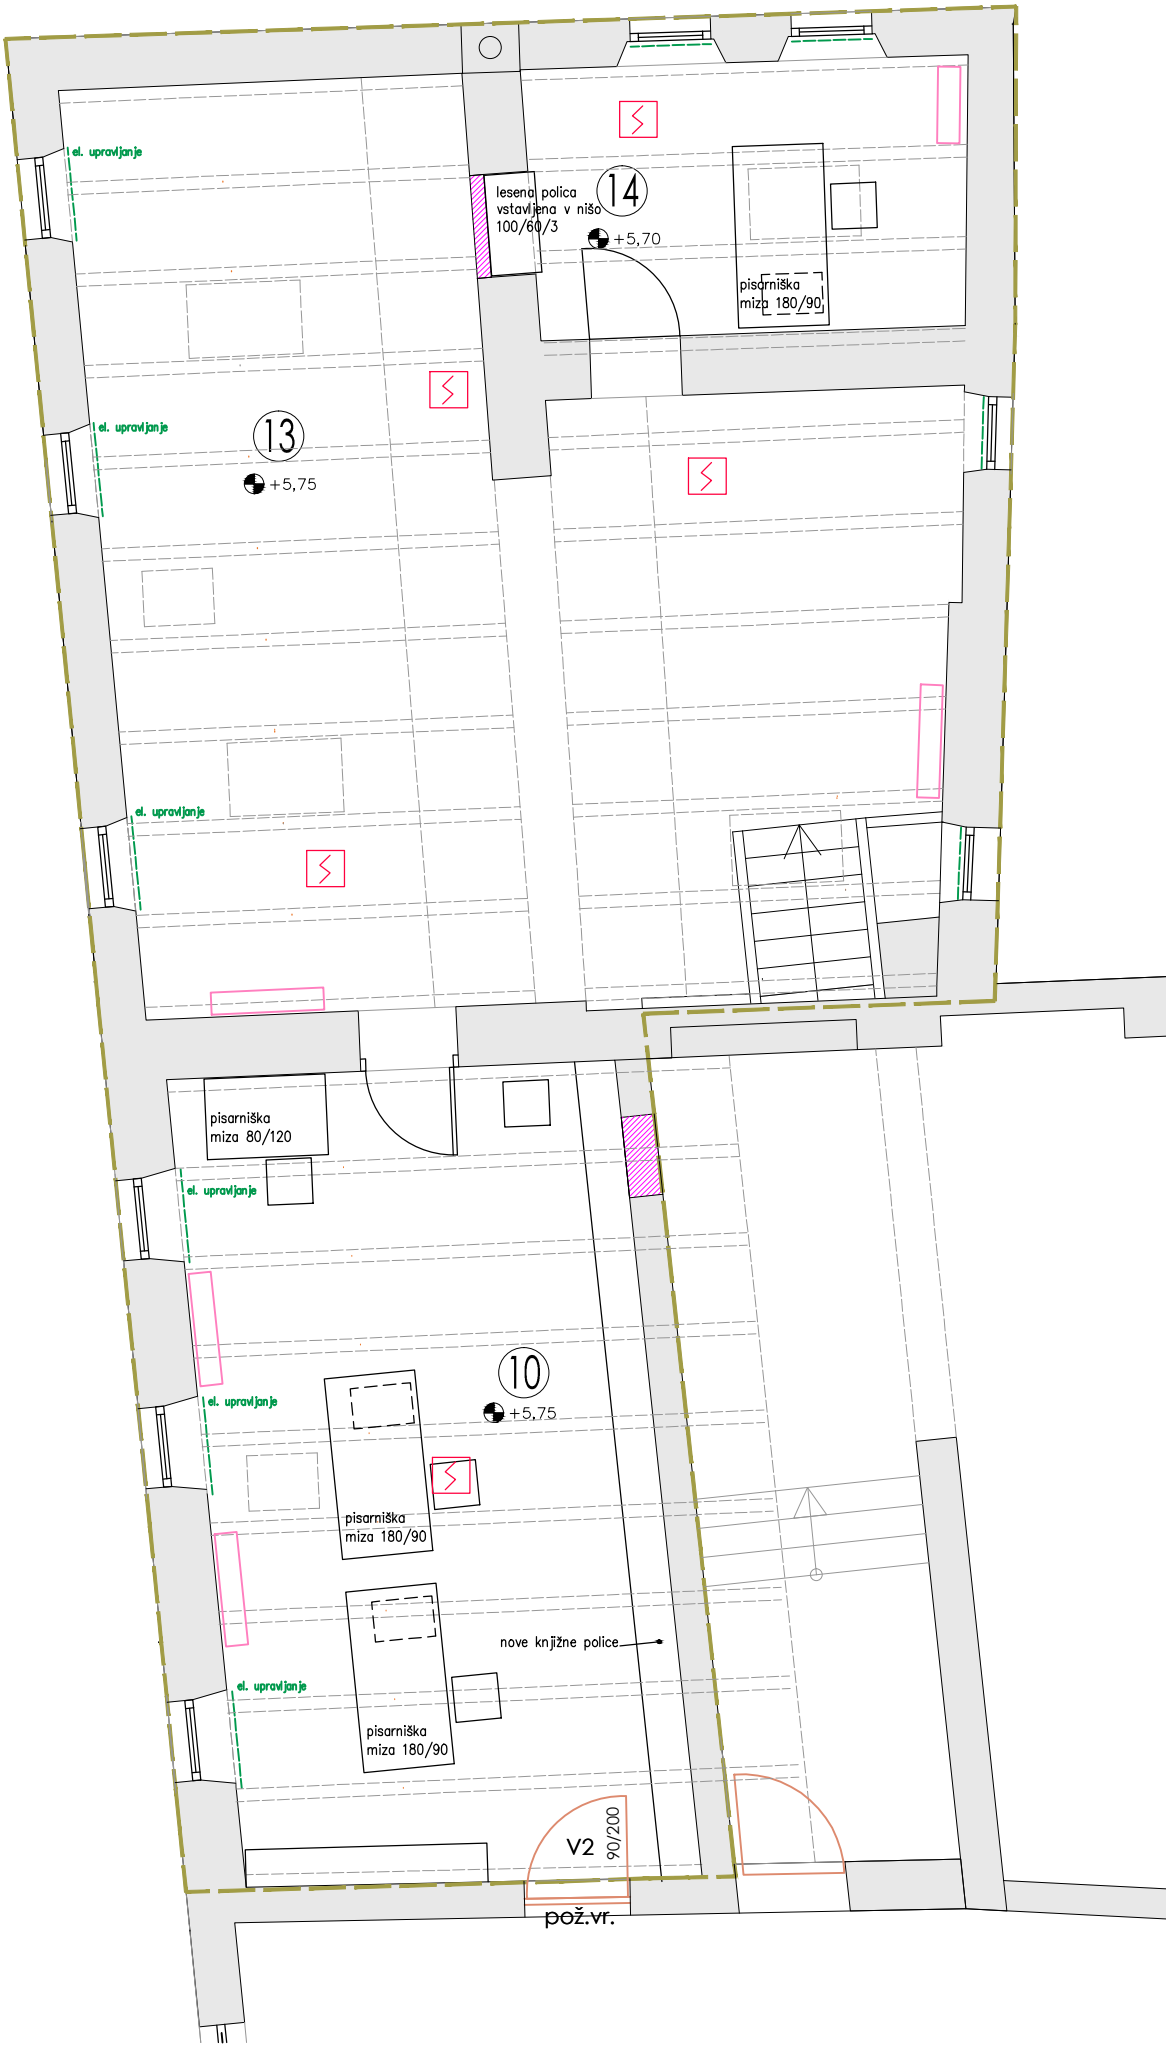 el. upravljanje
lesena polica
vstavljena v nišo
100/60/3
14
+5,70
pisarniška
miza 180/90
el. upravljanje
13
+5,75
el. upravljanje
pisarniška
miza 80/120
el. upravljanje
10
+5,75
el. upravljanje
pisarniška
miza 180/90
nove knjižne police
el. upravljanje
pisarniška
miza 180/90
V2
90/200
pož.vr.